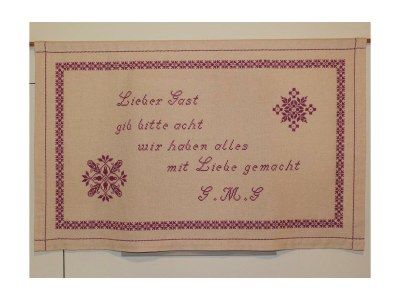 Lieber Gast
gib bitte acht
wir haben alles
mit Liebe gemacht
G.M.G